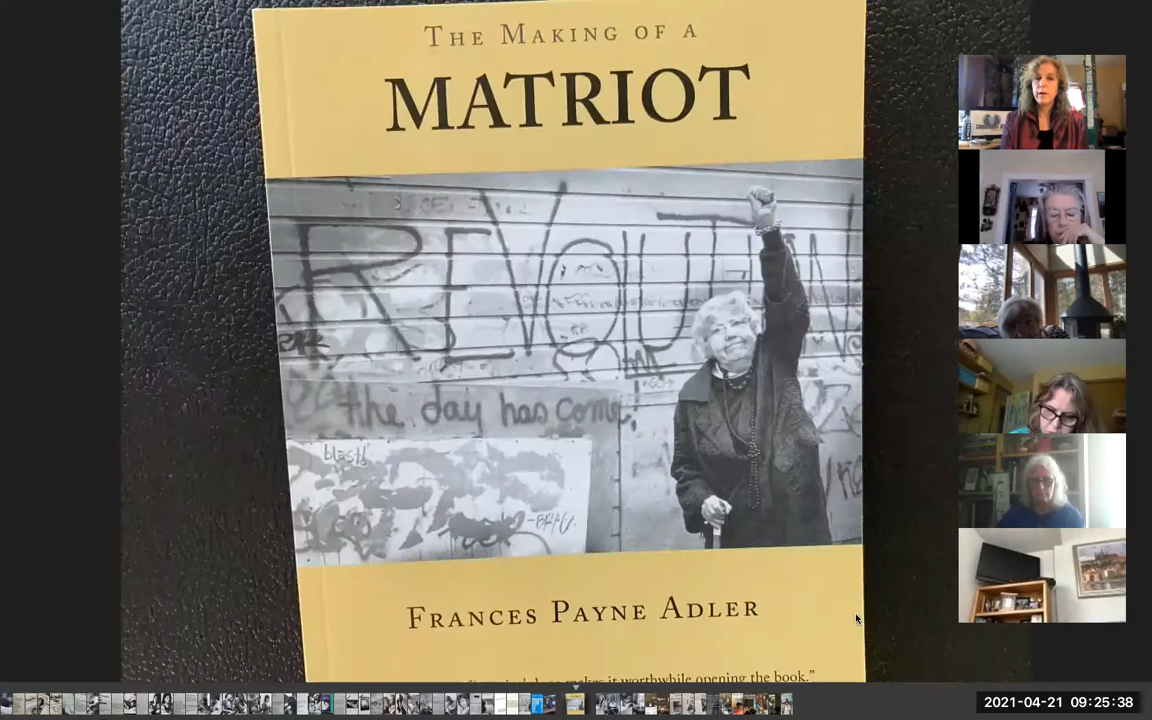 THE MAKING OF A
MATRIOT
REVOLUTION
the day has come!
blastb
FRANCES PAYNE ADLER
makes it worthwhile opening the book."
2021-04-21 09:25:38